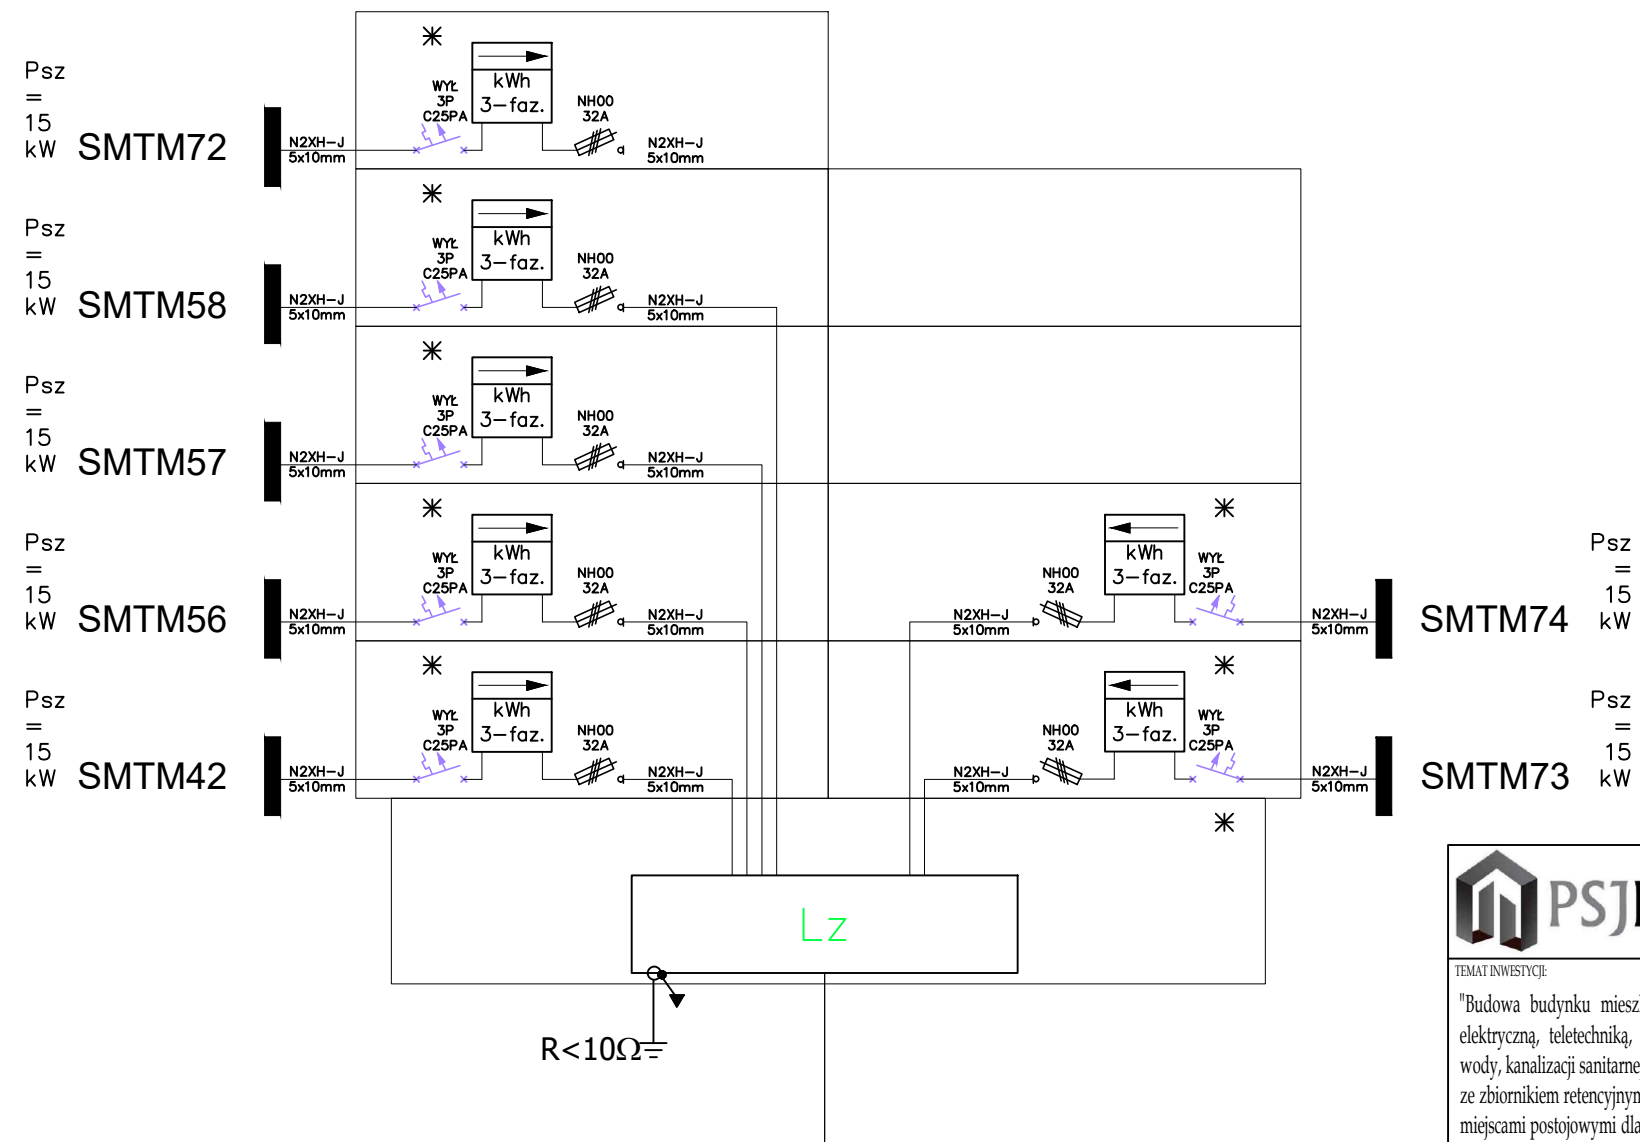 Psz
=
15
kW
SMTM72
N2XH-J
5x10mm
WYŁ
3P
C25PA
kWh
3-faz.
NH00
32A
N2XH-J
5x10mm
Psz
=
15
kW
SMTM58
N2XH-J
5x10mm
WYŁ
3P
C25PA
kWh
3-faz.
NH00
32A
N2XH-J
5x10mm
Psz
=
15
kW
SMTM57
N2XH-J
5x10mm
WYŁ
3P
C25PA
kWh
3-faz.
NH00
32A
N2XH-J
5x10mm
Psz
=
15
kW
SMTM56
N2XH-J
5x10mm
WYŁ
3P
C25PA
kWh
3-faz.
NH00
32A
N2XH-J
5x10mm
N2XH-J
5x10mm
NH00
32A
kWh
3-faz.
WYŁ
3P
C25PA
N2XH-J
5x10mm
SMTM74
Psz
=
15
kW
Psz
=
15
kW
SMTM42
N2XH-J
5x10mm
WYŁ
3P
C25PA
kWh
3-faz.
NH00
32A
N2XH-J
5x10mm
N2XH-J
5x10mm
NH00
32A
kWh
3-faz.
WYŁ
3P
C25PA
N2XH-J
5x10mm
SMTM73
Psz
=
15
kW
Lz
R<10Ω
PSJ
TEMAT INWESTYCJI:
"Budowa budynku miesz
elektryczną, teletechniką,
wody, kanalizacji sanitarne
ze zbiornikiem retencyjnym
miejscami postojowymi dla